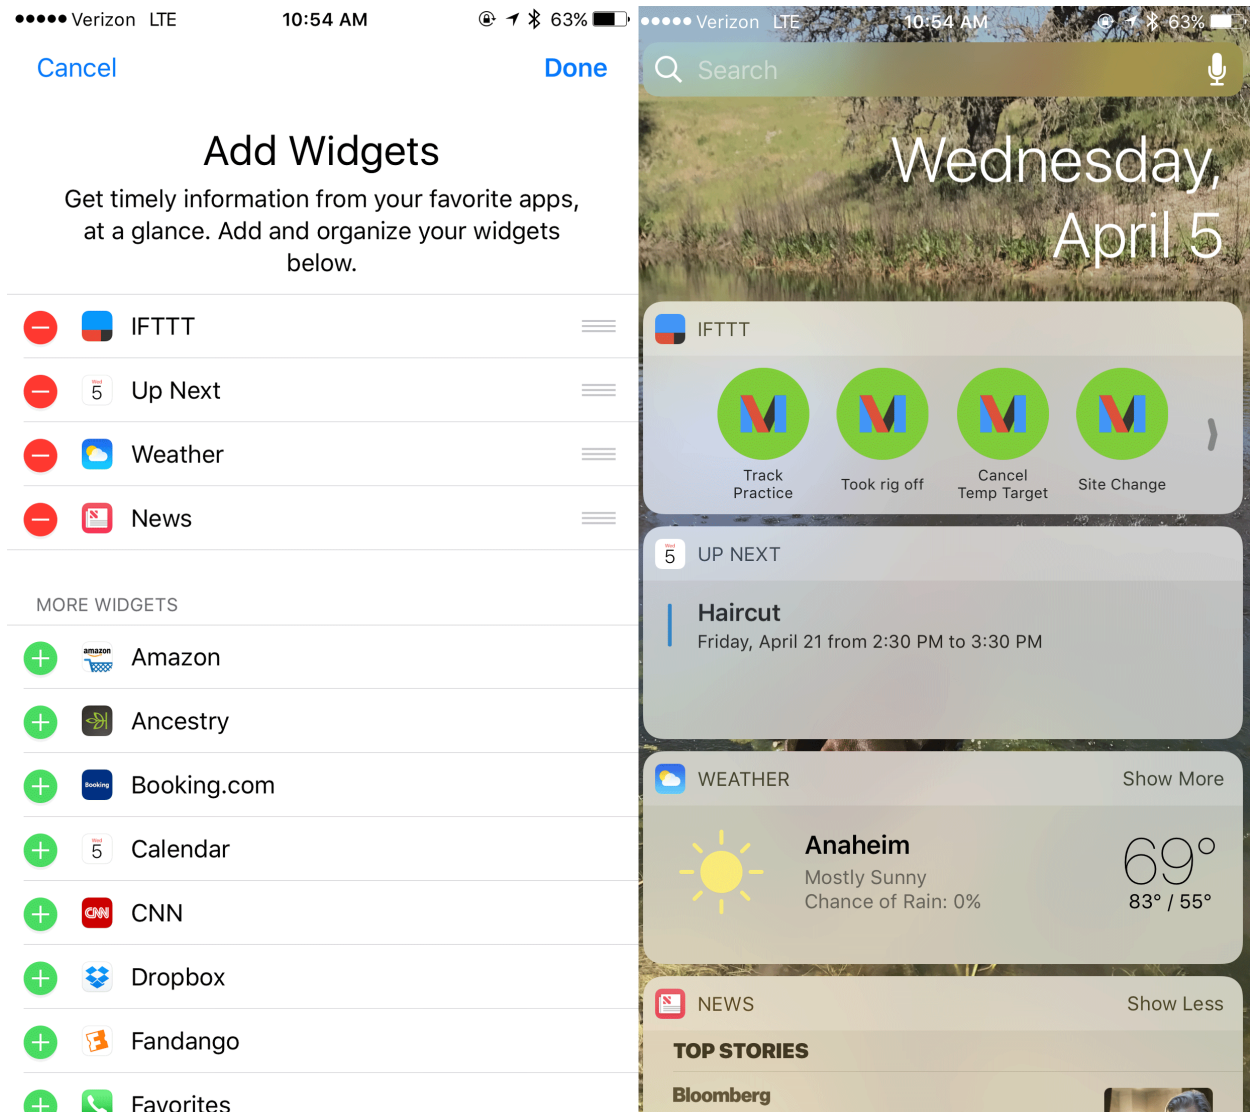 Verizon LTE 10:54 AM 63%
Cancel Done
Add Widgets
Get timely information from your favorite apps,
at a glance. Add and organize your widgets
below.
IFTTT
Wed
5
Up Next
Weather
News
MORE WIDGETS
amazon
Amazon
Ancestry
Booking
Booking.com
Wed
5
Calendar
CNN
CNN
Dropbox
Fandango
Favorites
Verizon LTE 10:54 AM 63%
Search
Wednesday,
April 5
IFTTT
Track
Practice
Took rig off
Cancel
Temp Target
Site Change
Wed
5
UP NEXT
Haircut
Friday, April 21 from 2:30 PM to 3:30 PM
WEATHER Show More
Anaheim
Mostly Sunny
Chance of Rain: 0%
69°
83° / 55°
NEWS Show Less
TOP STORIES
Bloomberg